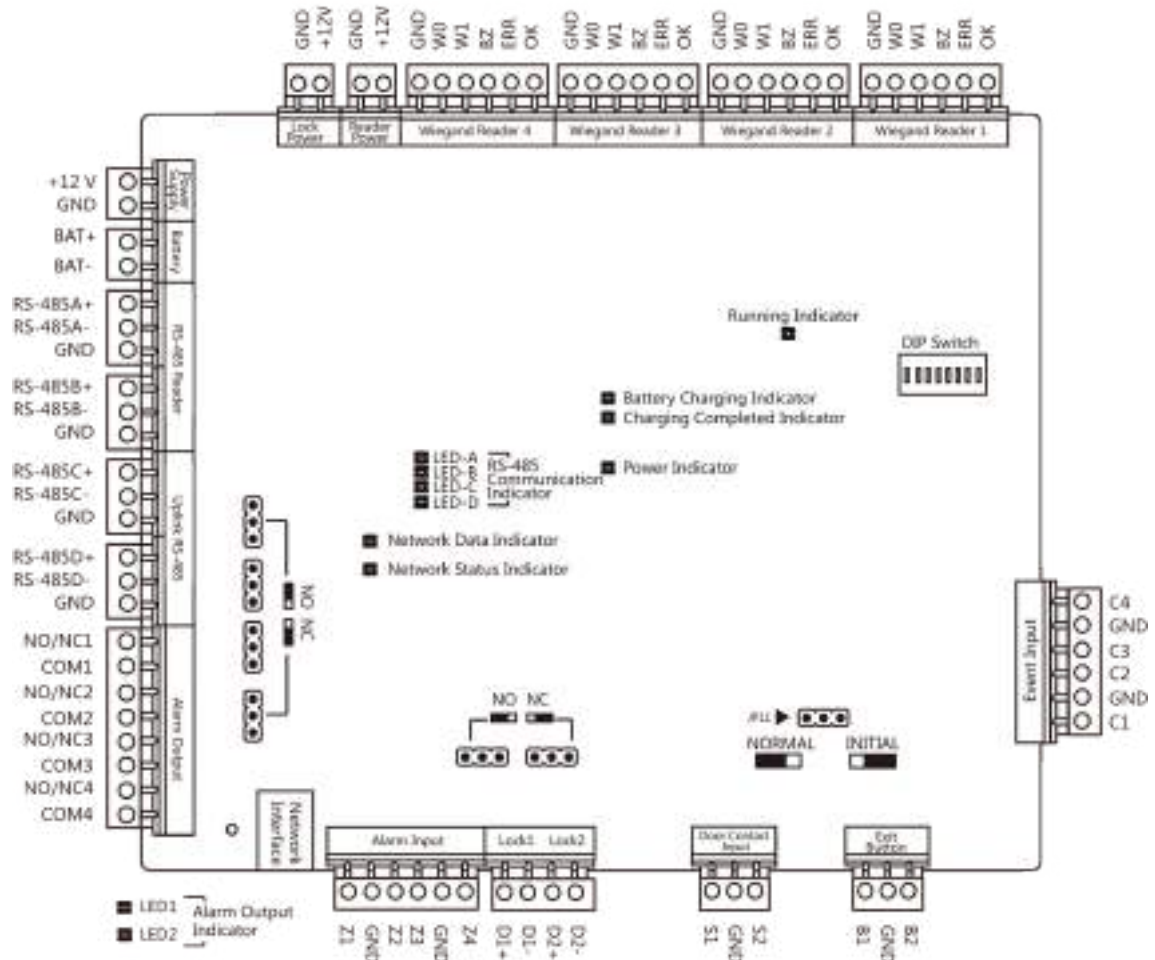 GND +12V GND +12V GND W0 W1 BZ ERR OK GND W0 W1 BZ ERR OK GND W0 W1 BZ ERR OK GND W0 W1 BZ ERR OK
Lock Power
Reader Power
Wiegand Reader 4
Wiegand Reader 3
Wiegand Reader 2
Wiegand Reader 1
+12 V
GND
Power Supply
BAT+
BAT-
Battery
RS-485A+
RS-485A-
GND
RS-485B+
RS-485B-
GND
RS-485 Reader
RS-485C+
RS-485C-
GND
RS-485D+
RS-485D-
GND
Uplink RS-485
NO/NC1
COM1
NO/NC2
COM2
NO/NC3
COM3
NO/NC4
COM4
Alarm Output
Running Indicator
DIP Switch
Battery Charging Indicator
Charging Completed Indicator
Power Indicator
LED-A
LED-B
LED-C
LED-D
RS-485
Communication
Indicator
Network Data Indicator
Network Status Indicator
NO NC
NO NC
NORMAL INITIAL
Event Input
C4
GND
C3
C2
GND
C1
Network
Interface
Alarm Input
Lock1 Lock2
Door Contact
Input
Exit
Button
Z1 GND Z2 Z3 GND Z4 D1+ D1- D2+ D2- S1 GND S2 B1 GND B2
LED1
LED2
Alarm Output
Indicator